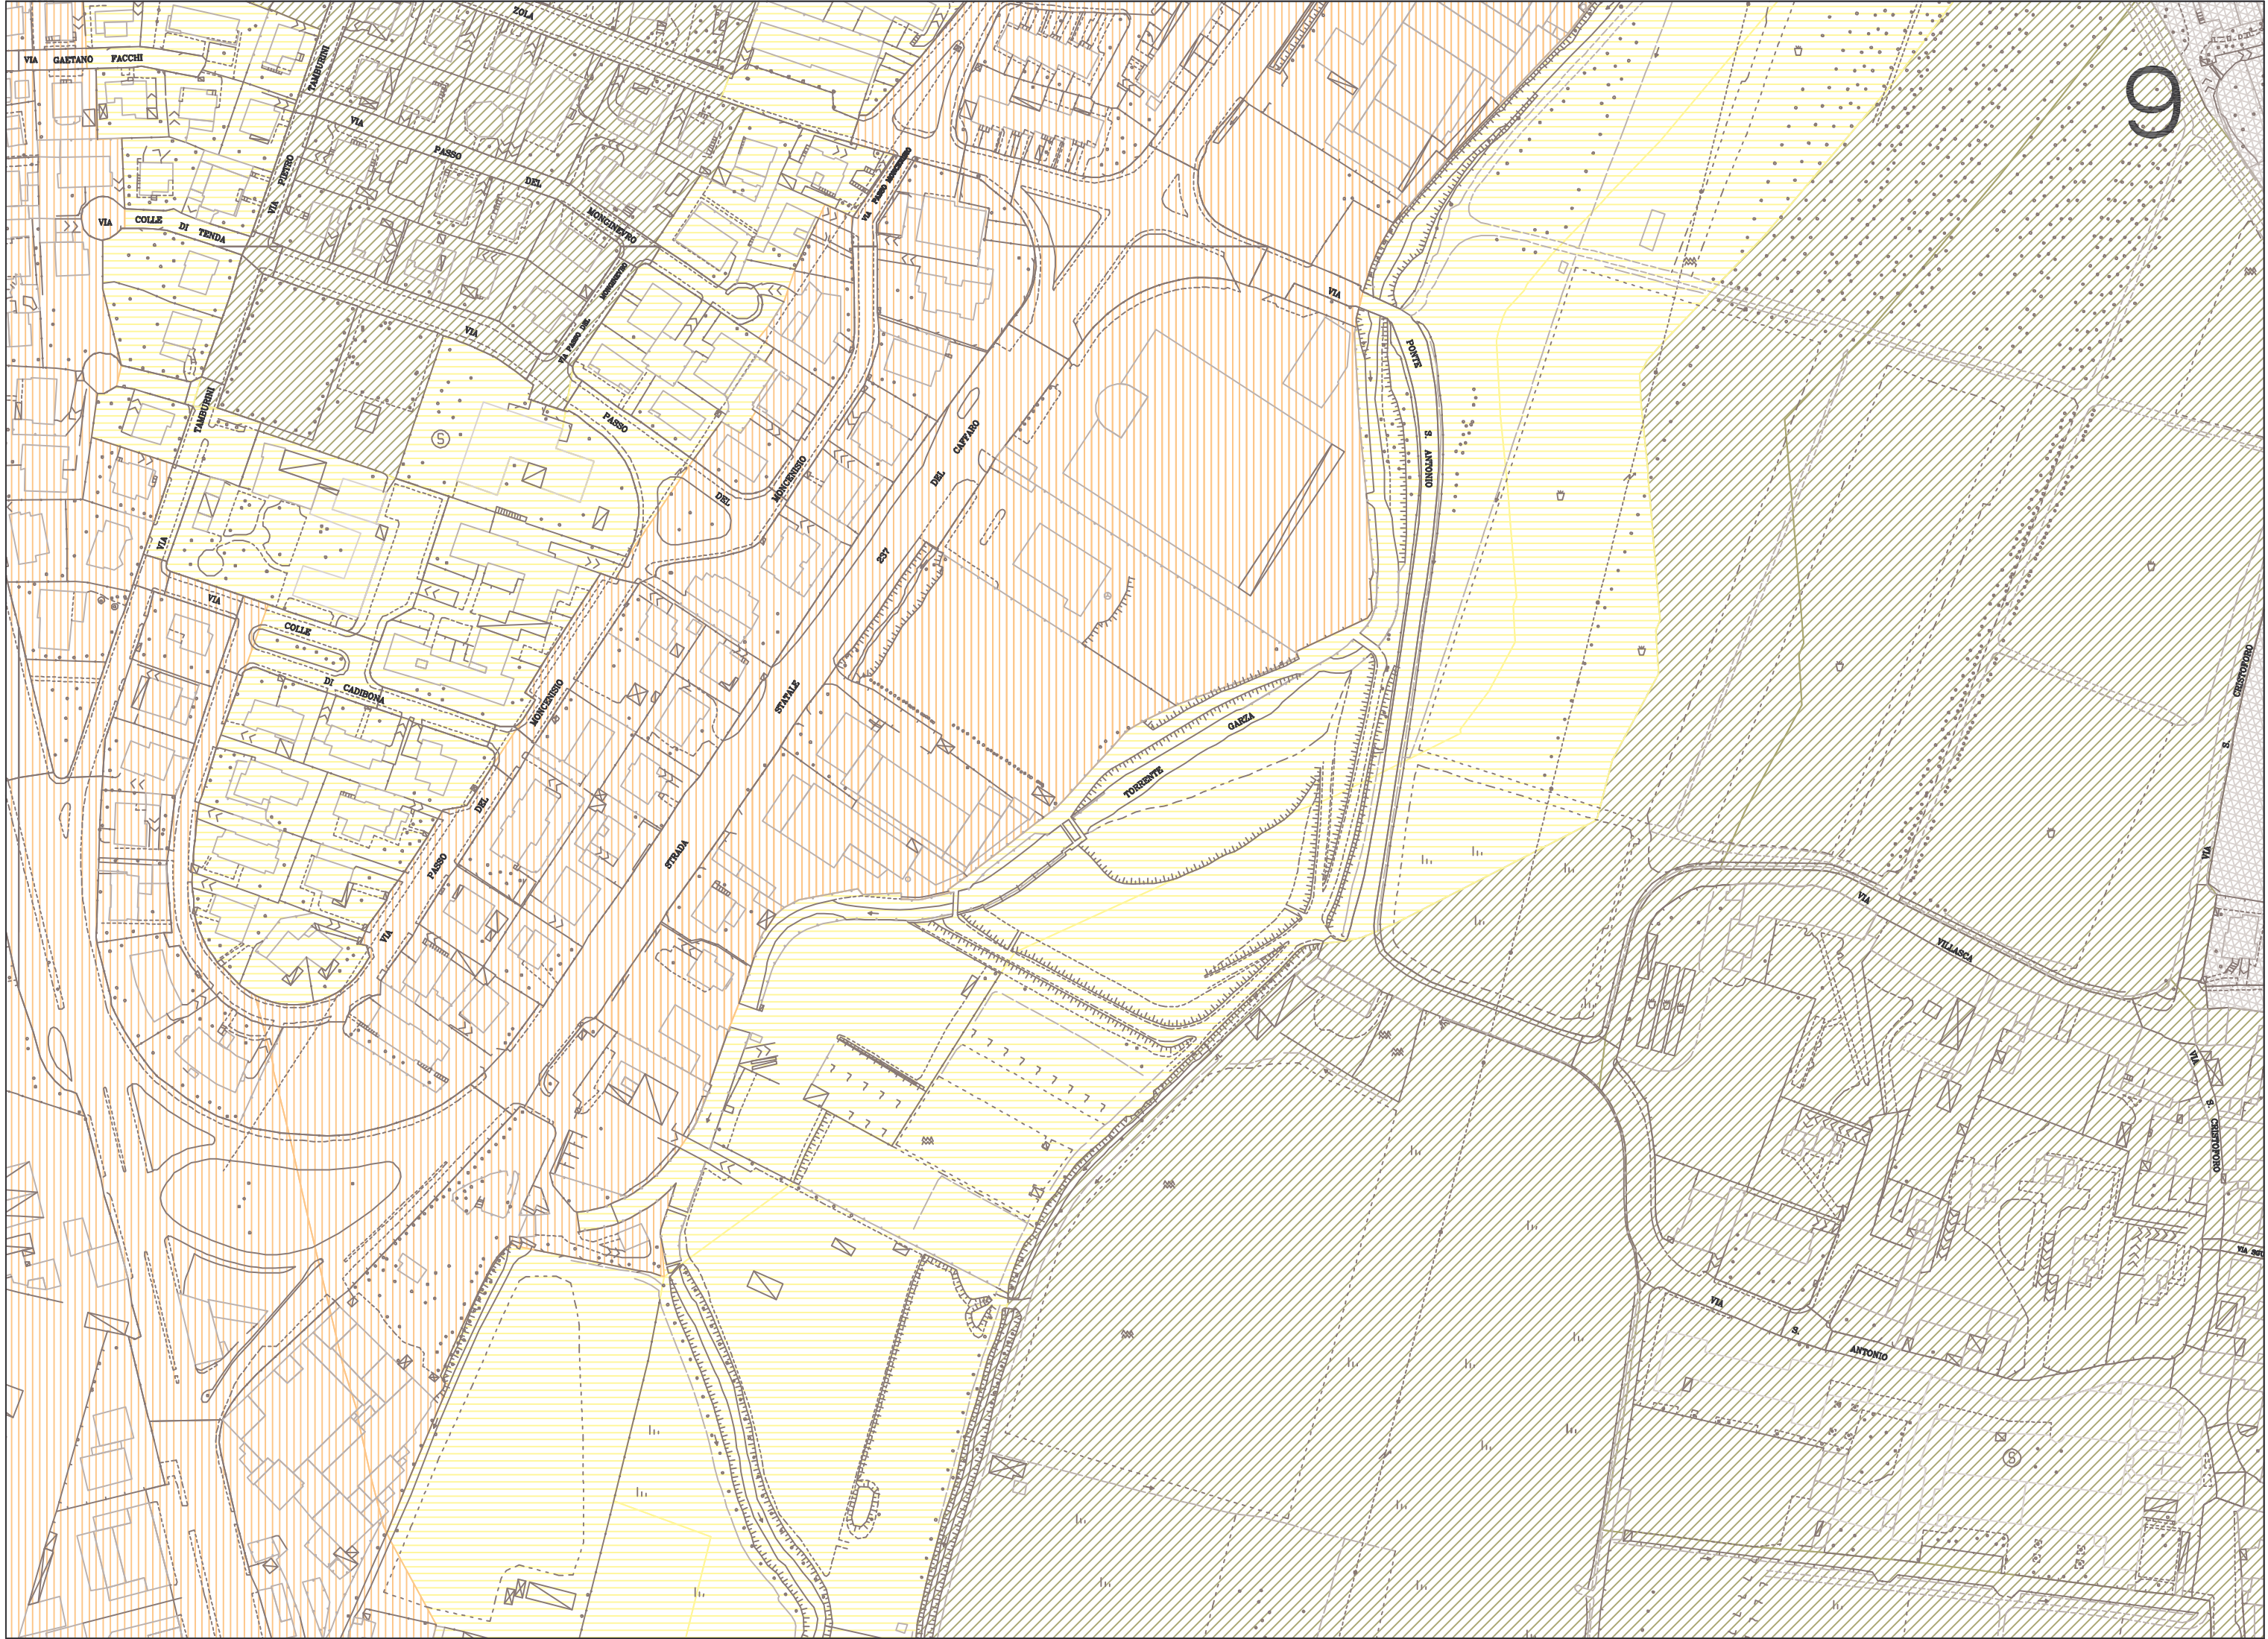 ZOLA
VIA GAETANO FACCHI
TAMBURINI
9
VIA
PASSO
DEL
MONGINEVRO
PIETRO
VIA
VIA PASSO MONGINEVRO
VIA
COLLE
DI TENDA
MONGINEVRO
VIA PASSO DEL
VIA
VIA
PONTE
S. ANTONIO
TAMBURINI
VIA
PASSO
DEL
MONCENISIO
S
CAFFARO
DEL
237
STATALE
STRADA
VIA
COLLE
DI CADIBONA
MONCENISIO
DEL
PASSO
VIA
GARZA
TORRENTE
CRISTOFORO
S.
VIA
VIA
VILLASCA
VIA
S.
CRISTOFORO
VIA
S.
ANTONIO
S